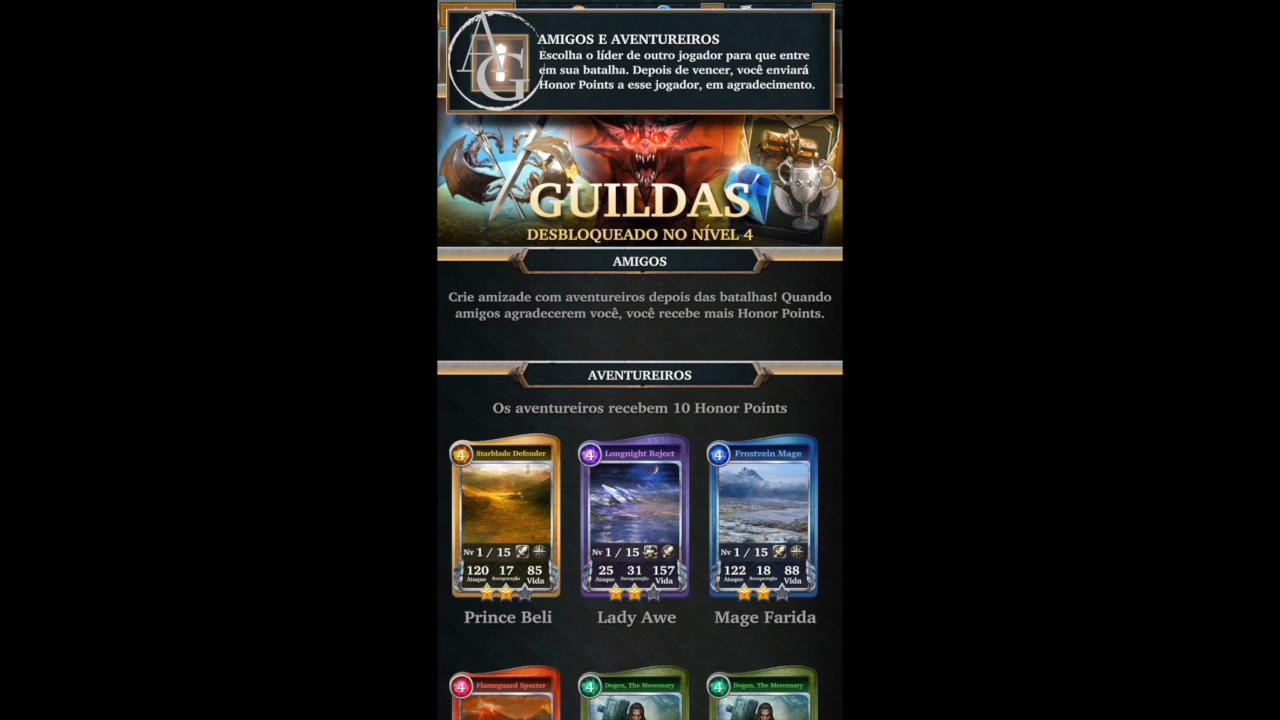 AG
AMIGOS E AVENTUREIROS
Escolha o líder de outro jogador para que entre
em sua batalha. Depois de vencer, você enviará
Honor Points a esse jogador, em agradecimento.
GUILDAS
DESBLOQUEADO NO NÍVEL 4
AMIGOS
Crie amizade com aventureiros depois das batalhas! Quando
amigos agradecerem você, você recebe mais Honor Points.
AVENTUREIROS
Os aventureiros recebem 10 Honor Points
4 Starblade Defender
Nv 1 / 15
120 17 85
Ataque Recuperação Vida
Prince Beli
4 Longnight Reject
Nv 1 / 15
25 31 157
Ataque Recuperação Vida
Lady Awe
4 Frostvein Mage
Nv 1 / 15
122 18 88
Ataque Recuperação Vida
Mage Farida
4 Flameguard Specter
4 Dogen, The Mercenary
4 Dogen, The Mercenary